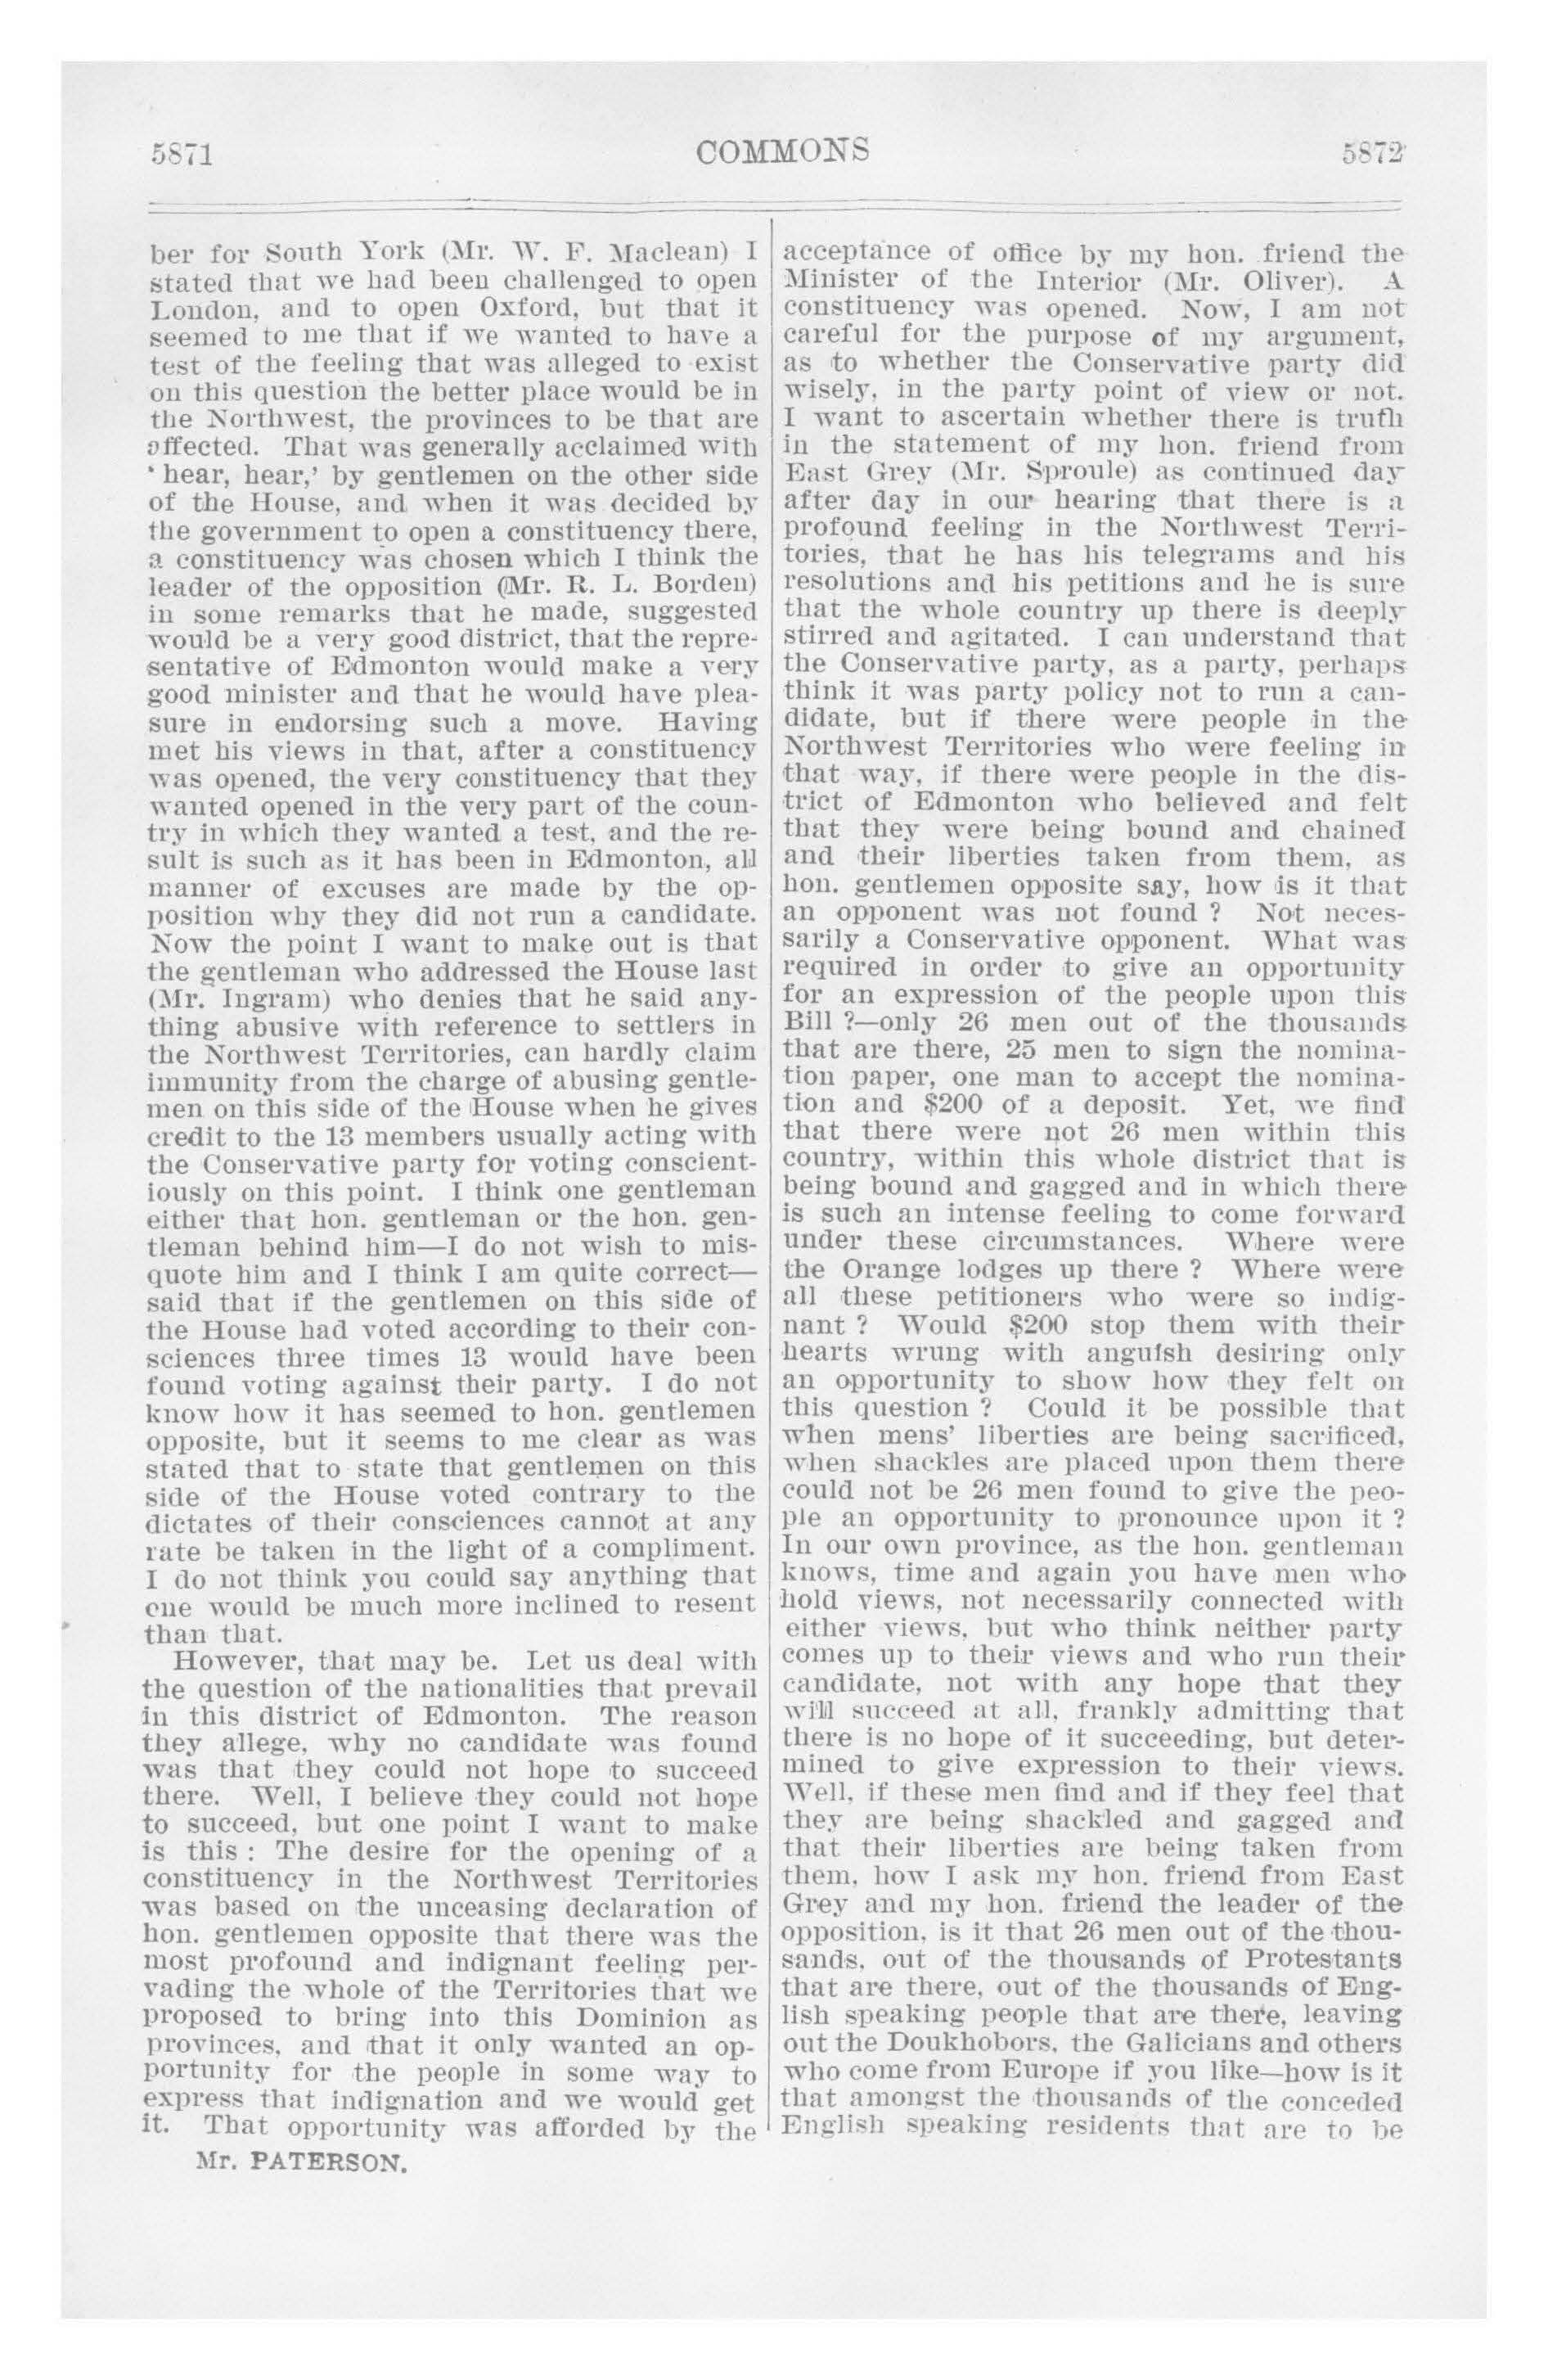 5871
COMMONS
5872
ber for South York (Mr. W. F. Maclean) I
stated that we had been challenged to open
London, and to open Oxford, but that it
seemed to me that if we wanted to have a
test of the feeling that was alleged to exist
on this question the better place would be in
the Northwest, the provinces to be that are
affected. That was generally acclaimed with
'hear, hear,' by gentlemen on the other side
of the House, and when it was decided by
the government to open a constituency there,
a constituency was chosen which I think the
leader of the opposition (Mr. R. L. Borden)
in some remarks that he made, suggested
would be a very good district, that the repre-
sentative of Edmonton would make a very
good minister and that he would have plea-
sure in endorsing such a move. Having
met his views in that, after a constituency
was opened, the very constituency that they
wanted opened in the very part of the coun-
try in which they wanted a test, and the re-
sult is such as it has been in Edmonton, all
manner of excuses are made by the op-
position why they did not run a candidate.
Now the point I want to make out is that
the gentleman who addressed the House last
(Mr. Ingram) who denies that he said any-
thing abusive with reference to settlers in
the Northwest Territories, can hardly claim
immunity from the charge of abusing gentle-
men on this side of the House when he gives
credit to the 13 members usually acting with
the Conservative party for voting conscient-
iously on this point. I think one gentleman
either that hon. gentleman or the hon. gen-
tleman behind him—I do not wish to mis-
quote him and I think I am quite correct—
said that if the gentlemen on this side of
the House had voted according to their con-
sciences three times 13 would have been
found voting against their party. I do not
know how it has seemed to hon. gentlemen
opposite, but it seems to me clear as was
stated that to state that gentlemen on this
side of the House voted contrary to the
dictates of their consciences cannot at any
rate be taken in the light of a compliment.
I do not think you could say anything that
one would be much more inclined to resent
than that.
However, that may be. Let us deal with
the question of the nationalities that prevail
in this district of Edmonton. The reason
they allege, why no candidate was found
was that they could not hope to succeed
there. Well, I believe they could not hope
to succeed, but one point I want to make
is this : The desire for the opening of a
constituency in the Northwest Territories
was based on the unceasing declaration of
hon. gentlemen opposite that there was the
most profound and indignant feeling per-
vading the whole of the Territories that we
proposed to bring into this Dominion as
provinces, and that it only wanted an op-
portunity for the people in some way to
express that indignation and we would get
it. That opportunity was afforded by the
Mr. PATERSON.
acceptance of office by my hon. friend the
Minister of the Interior (Mr. Oliver). A
constituency was opened. Now, I am not
careful for the purpose of my argument,
as to whether the Conservative party did
wisely, in the party point of view or not.
I want to ascertain whether there is truth
in the statement of my hon. friend from
East Grey (Mr. Sproule) as continued day
after day in our hearing that there is a
profound feeling in the Northwest Terri-
tories, that he has his telegrams and his
resolutions and his petitions and he is sure
that the whole country up there is deeply
stirred and agitated. I can understand that
the Conservative party, as a party, perhaps
think it was party policy not to run a can-
didate, but if there were people in the
Northwest Territories who were feeling in
that way, if there were people in the dis-
trict of Edmonton who believed and felt
that they were being bound and chained
and their liberties taken from them, as
hon. gentlemen opposite say, how is it that
an opponent was not found ? Not neces-
sarily a Conservative opponent. What was
required in order to give an opportunity
for an expression of the people upon this
Bill ?—only 26 men out of the thousands
that are there, 25 men to sign the nomina-
tion paper, one man to accept the nomina-
tion and $200 of a deposit. Yet, we find
that there were not 26 men within this
country, within this whole district that is
being bound and gagged and in which there
is such an intense feeling to come forward
under these circumstances. Where were
the Orange lodges up there ? Where were
all these petitioners who were so indig-
nant ? Would $200 stop them with their
hearts wrung with anguish desiring only
an opportunity to show how they felt on
this question ? Could it be possible that
when mens' liberties are being sacrificed,
when shackles are placed upon them there
could not be 26 men found to give the peo-
ple an opportunity to pronounce upon it ?
In our own province, as the hon. gentleman
knows, time and again you have men who
hold views, not necessarily connected with
either views, but who think neither party
comes up to their views and who run their
candidate, not with any hope that they
will succeed at all, frankly admitting that
there is no hope of it succeeding, but deter-
mined to give expression to their views.
Well, if these men find and if they feel that
they are being shackled and gagged and
that their liberties are being taken from
them, how I ask my hon. friend from East
Grey and my hon. friend the leader of the
opposition, is it that 26 men out of the thou-
sands, out of the thousands of Protestants
that are there, out of the thousands of Eng-
lish speaking people that are there, leaving
out the Doukhobors, the Galicians and others
who come from Europe if you like—how is it
that amongst the thousands of the conceded
English speaking residents that are to be